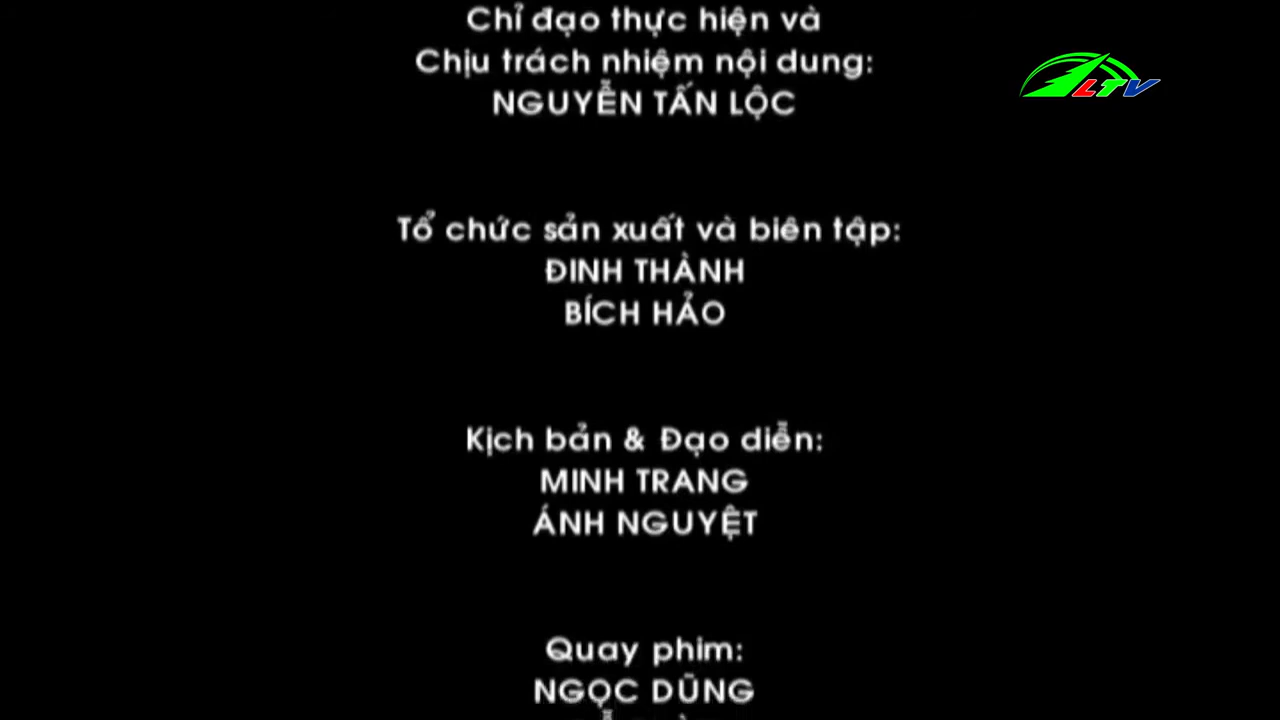 Chỉ đạo thực hiện và
Chịu trách nhiệm nội dung:
NGUYỄN TẤN LỘC
LTV
Tổ chức sản xuất và biên tập:
ĐINH THÀNH
BÍCH HẢO
Kịch bản & Đạo diễn:
MINH TRANG
ÁNH NGUYỆT
Quay phim:
NGỌC DŨNG